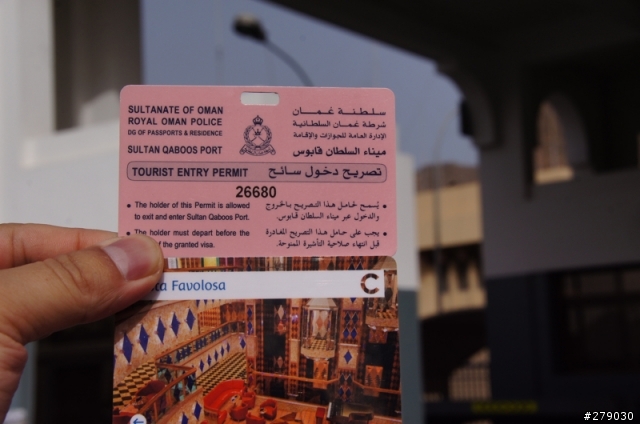 SULTANATE OF OMAN
ROYAL OMAN POLICE
DG OF PASSPORTS & RESIDENCE
SULTAN QABOOS PORT
سلطنة عمان
شرطة عمان السلطانية
الإدارة العامة للجوازات والإقامة
ميناء السلطان قابوس
TOURIST ENTRY PERMIT تصريح دخول سائح
26680
• The holder of this Permit is allowed
to exit and enter Sultan Qaboos Port.
• The holder must depart before the
of the granted visa.
• يُسمح لحامل هذا التصريح بالخروج
والدخول عبر ميناء السلطان قابوس.
• يجب على حامل هذا التصريح المغادرة
قبل انتهاء صلاحية التأشيرة الممنوحة.
Favolosa
C
#279030